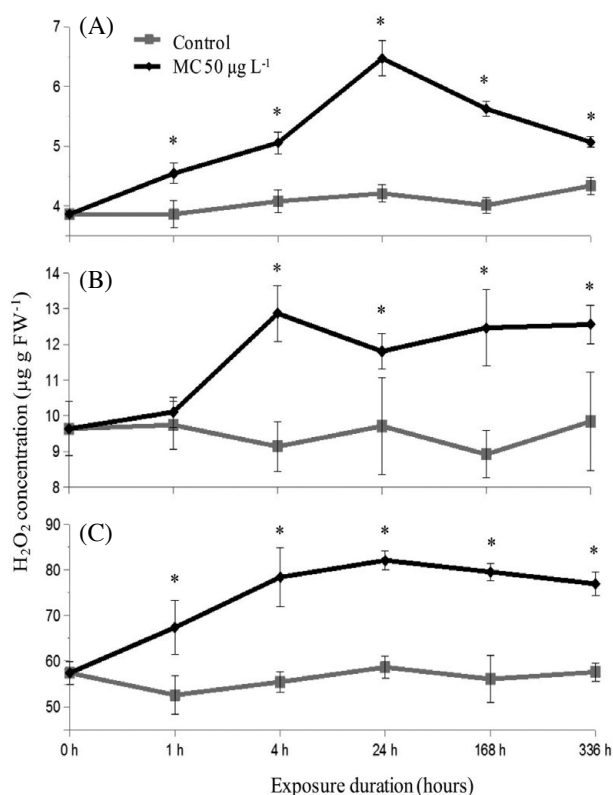 (A)
Control
MC 50 µg L⁻¹
7
6
5
4
* * * * *
(B)
14
13
12
11
10
9
8
* * * *
(C)
90
80
70
60
50
* * * * *
H₂O₂ concentration (µg g FW⁻¹)
0 h 1 h 4 h 24 h 168 h 336 h
Exposure duration (hours)